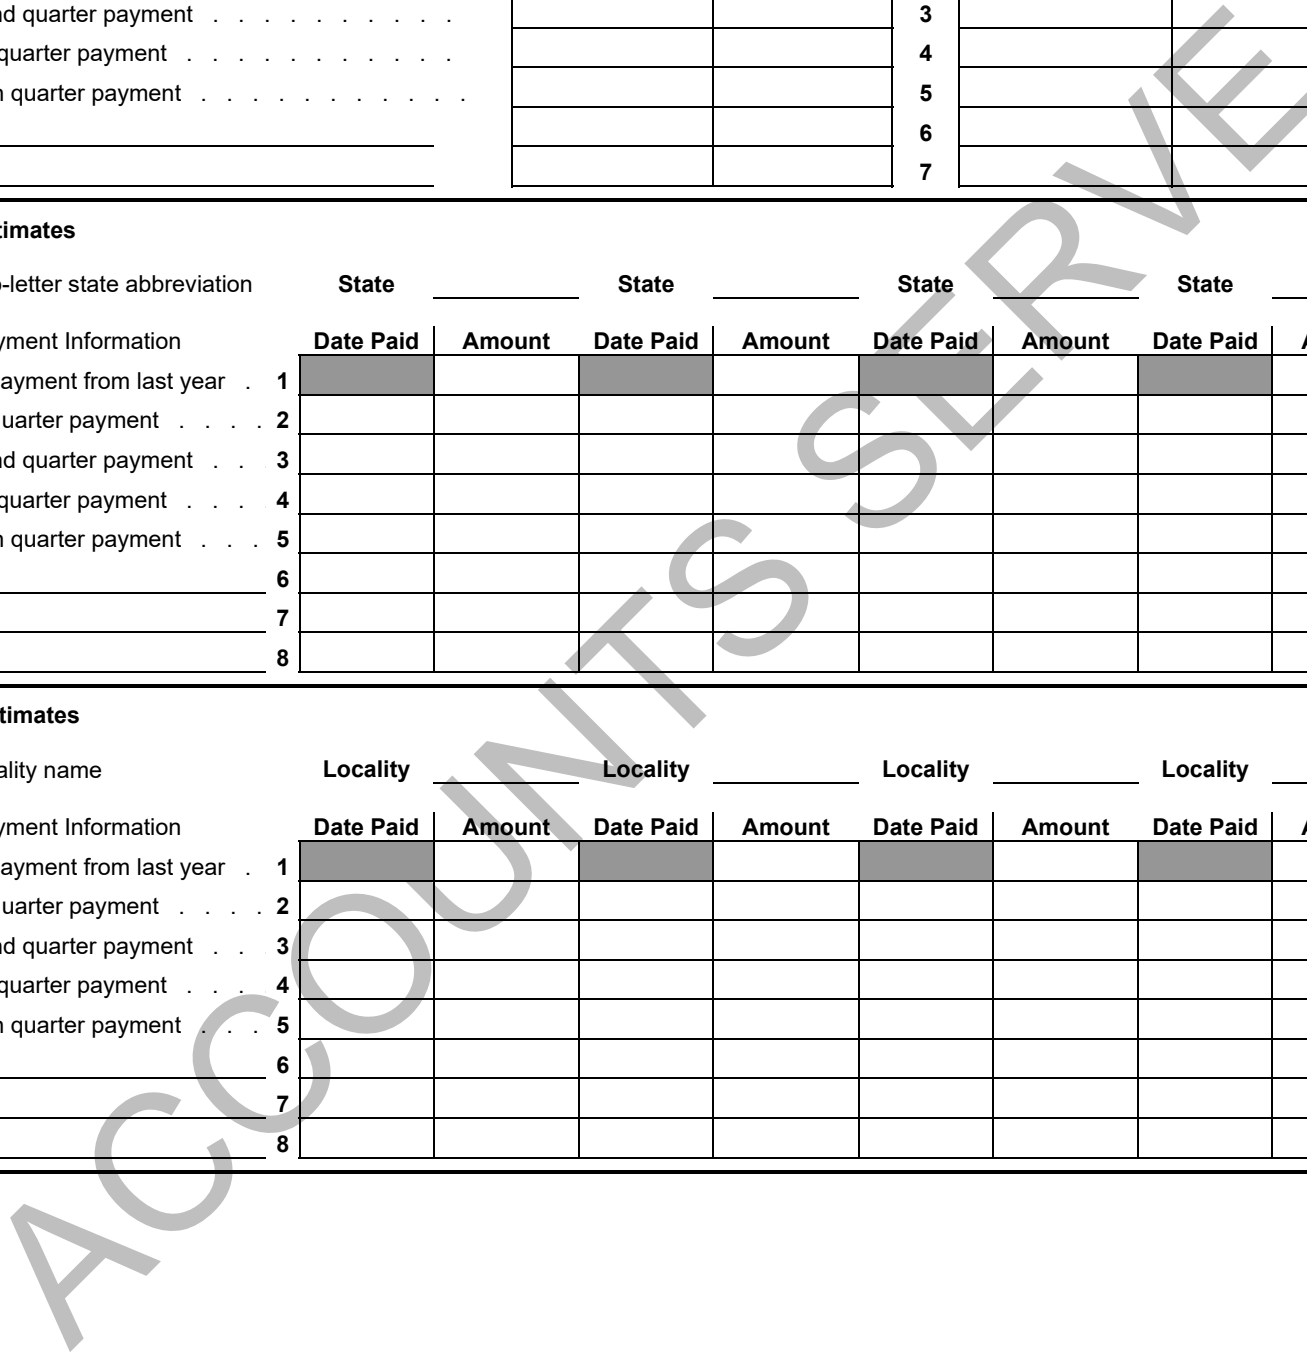 nd quarter payment . . . . . . . . . . 3
quarter payment . . . . . . . . . . . 4
n quarter payment . . . . . . . . . . . 5
6
7
timates
-letter state abbreviation State State State State
yment Information Date Paid Amount Date Paid Amount Date Paid Amount Date Paid
ayment from last year . 1
uarter payment . . . . 2
nd quarter payment . . 3
quarter payment . . . 4
n quarter payment . . . 5
6
7
8
timates
ality name Locality Locality Locality Locality
yment Information Date Paid Amount Date Paid Amount Date Paid Amount Date Paid
ayment from last year . 1
uarter payment . . . . 2
nd quarter payment . . 3
quarter payment . . . 4
n quarter payment . . . 5
6
7
8
ACCOUNTS SERVE